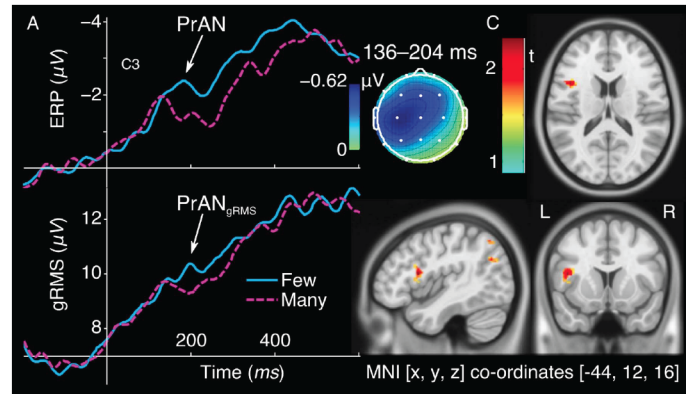 A
PrAN
C3
ERP (µV)
−4
−2
136–204 ms
−0.62
µV
0
C
t
2
1
PrANgRMS
gRMS (µV)
12
10
8
Few
Many
200
400
Time (ms)
L
R
MNI [x, y, z] co-ordinates [-44, 12, 16]